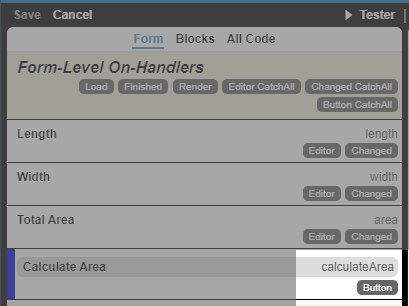 Save Cancel Tester
Form Blocks All Code
Form-Level On-Handlers
Load Finished Render Editor CatchAll Changed CatchAll
Button CatchAll
Length length
Editor Changed
Width width
Editor Changed
Total Area area
Editor Changed
Calculate Area calculateArea
Button